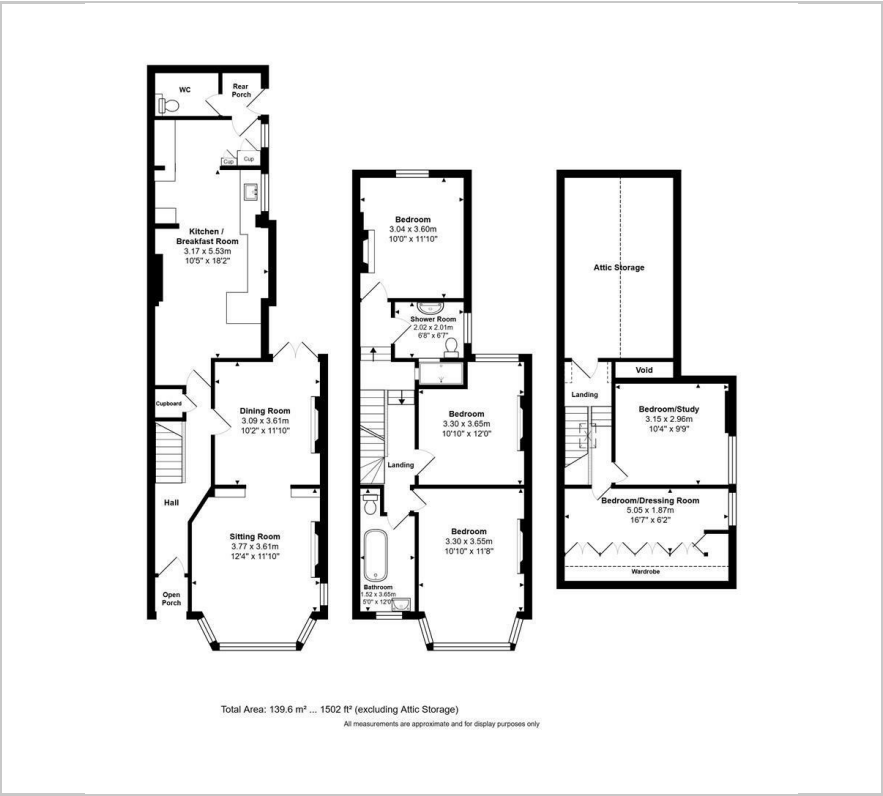 WC
Rear
Porch
Cup
Cup
Kitchen /
Breakfast Room
3.17 x 5.53m
10'5" x 18'2"
Cupboard
Dining Room
3.09 x 3.61m
10'2" x 11'10"
Hall
Sitting Room
3.77 x 3.61m
12'4" x 11'10"
Open
Porch
Bedroom
3.04 x 3.60m
10'0" x 11'10"
Shower Room
2.02 x 2.01m
6'8" x 6'7"
Bedroom
3.30 x 3.65m
10'10" x 12'0"
Landing
Bedroom
3.30 x 3.55m
10'10" x 11'8"
Bathroom
1.52 x 3.65m
5'0" x 12'0"
Attic Storage
Void
Landing
Bedroom/Study
3.15 x 2.96m
10'4" x 9'9"
Bedroom/Dressing Room
5.05 x 1.87m
16'7" x 6'2"
Wardrobe
Total Area: 139.6 m² ... 1502 ft² (excluding Attic Storage)
All measurements are approximate and for display purposes only